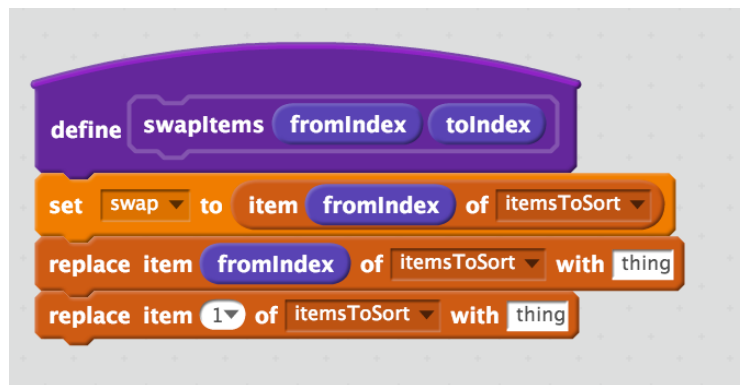 define swapItems fromIndex toIndex
set swap to item fromIndex of itemsToSort
replace item fromIndex of itemsToSort with thing
replace item 1 of itemsToSort with thing